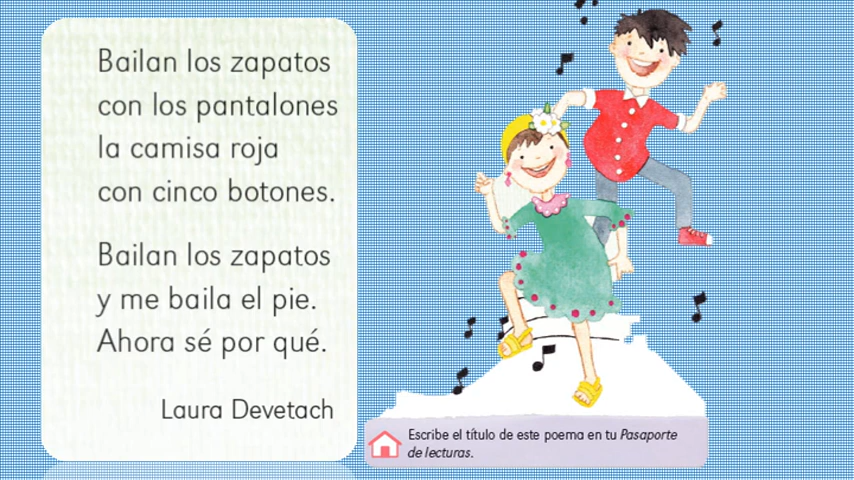 Bailan los zapatos
con los pantalones
la camisa roja
con cinco botones.
Bailan los zapatos
y me baila el pie.
Ahora sé por qué.
Laura Devetach
Escribe el título de este poema en tu Pasaporte
de lecturas.